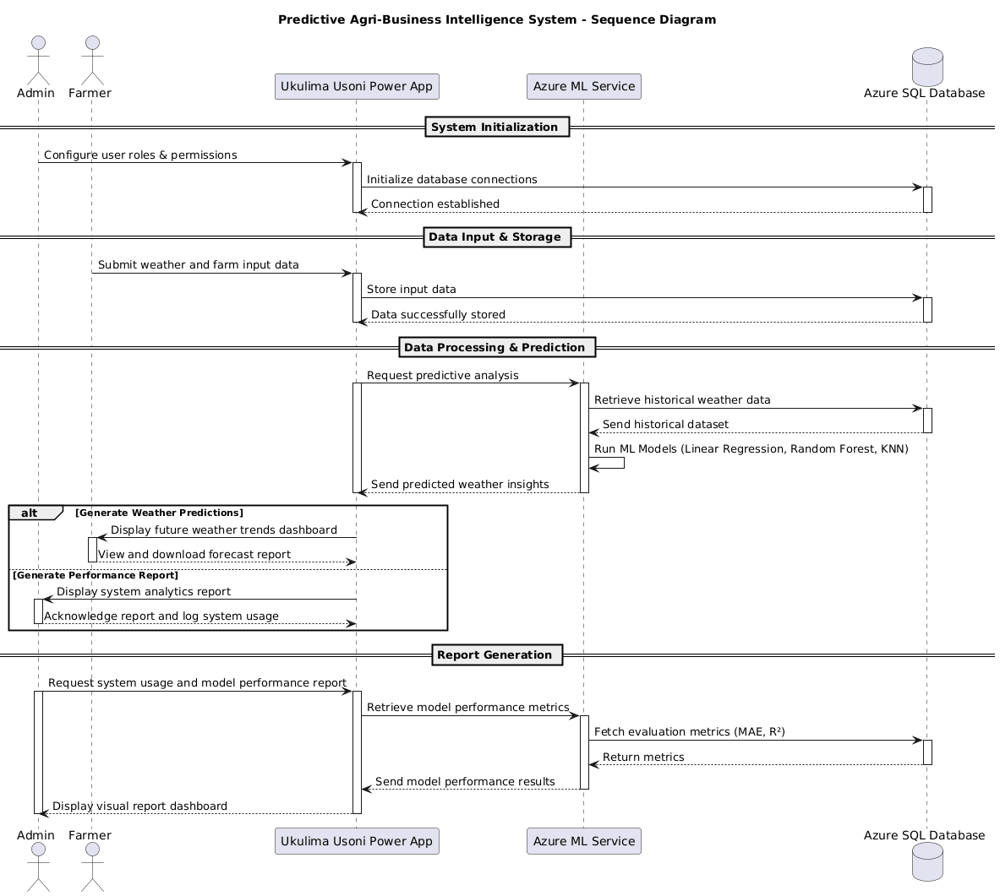 Predictive Agri-Business Intelligence System - Sequence Diagram
Admin
Farmer
Ukulima Usoni Power App
Azure ML Service
Azure SQL Database
System Initialization
Configure user roles & permissions
Initialize database connections
Connection established
Data Input & Storage
Submit weather and farm input data
Store input data
Data successfully stored
Data Processing & Prediction
Request predictive analysis
Retrieve historical weather data
Send historical dataset
Run ML Models (Linear Regression, Random Forest, KNN)
Send predicted weather insights
alt
[Generate Weather Predictions]
Display future weather trends dashboard
View and download forecast report
[Generate Performance Report]
Display system analytics report
Acknowledge report and log system usage
Report Generation
Request system usage and model performance report
Retrieve model performance metrics
Fetch evaluation metrics (MAE, R²)
Return metrics
Send model performance results
Display visual report dashboard
Admin
Farmer
Ukulima Usoni Power App
Azure ML Service
Azure SQL Database